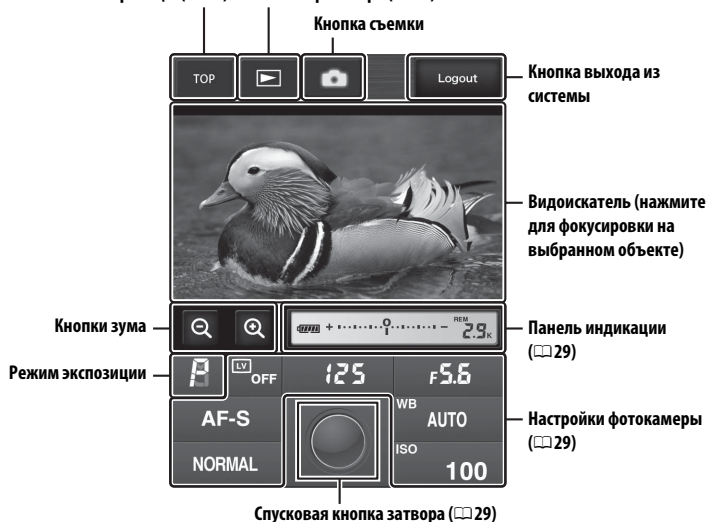 Кнопка съемки
TOP
Logout
Кнопка выхода из
системы
Видоискатель (нажмите
для фокусировки на
выбранном объекте)
Кнопки зума
+
–
REM
2.9K
Панель индикации
(29)
Режим экспозиции
P
LV
OFF
125
F5.6
AF-S
WB
AUTO
Настройки фотокамеры
(29)
NORMAL
ISO
100
Спусковая кнопка затвора (29)